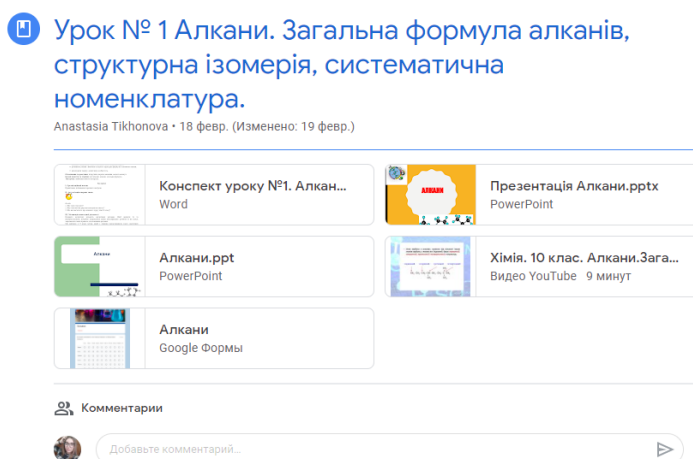 Урок № 1 Алкани. Загальна формула алканів,
структурна ізомерія, систематична
номенклатура.
Anastasia Tikhonova • 18 февр. (Изменено: 19 февр.)
Конспект уроку №1. Алкан...
Word
АЛКАНИ
Презентація Алкани.pptx
PowerPoint
Алкани
Алкани.ppt
PowerPoint
Хімія. 10 клас. Алкани.Зага...
Видео YouTube 9 минут
Алкани
Google Формы
Комментарии
Добавьте комментарий...